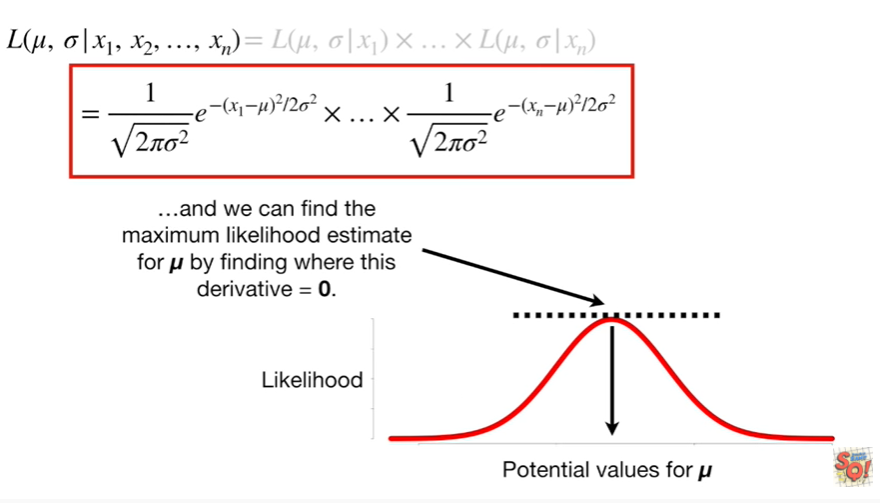 L(μ, σ|x₁, x₂, ..., xₙ) = L(μ, σ|x₁) × ... × L(μ, σ|xₙ)
= 1/√(2πσ²) e^(−(x₁−μ)²/2σ²) × ... × 1/√(2πσ²) e^(−(xₙ−μ)²/2σ²)
...and we can find the
maximum likelihood estimate
for μ by finding where this
derivative = 0.
Likelihood
Potential values for μ
SQ!